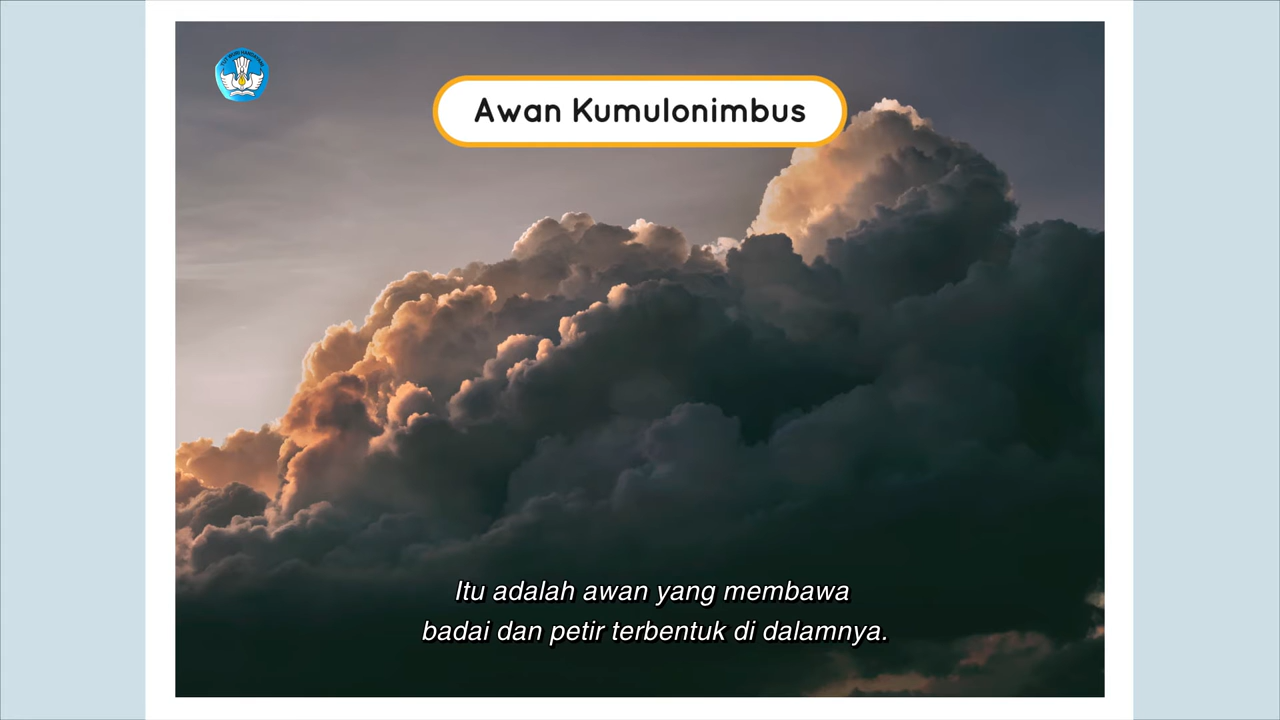 Awan Kumulonimbus
Itu adalah awan yang membawa
badai dan petir terbentuk di dalamnya.